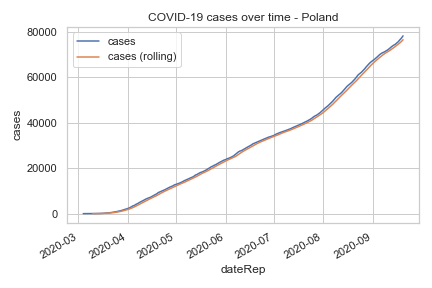 COVID-19 cases over time - Poland
cases
cases (rolling)
80000
60000
40000
20000
0
cases
2020-03
2020-04
2020-05
2020-06
2020-07
2020-08
2020-09
dateRep